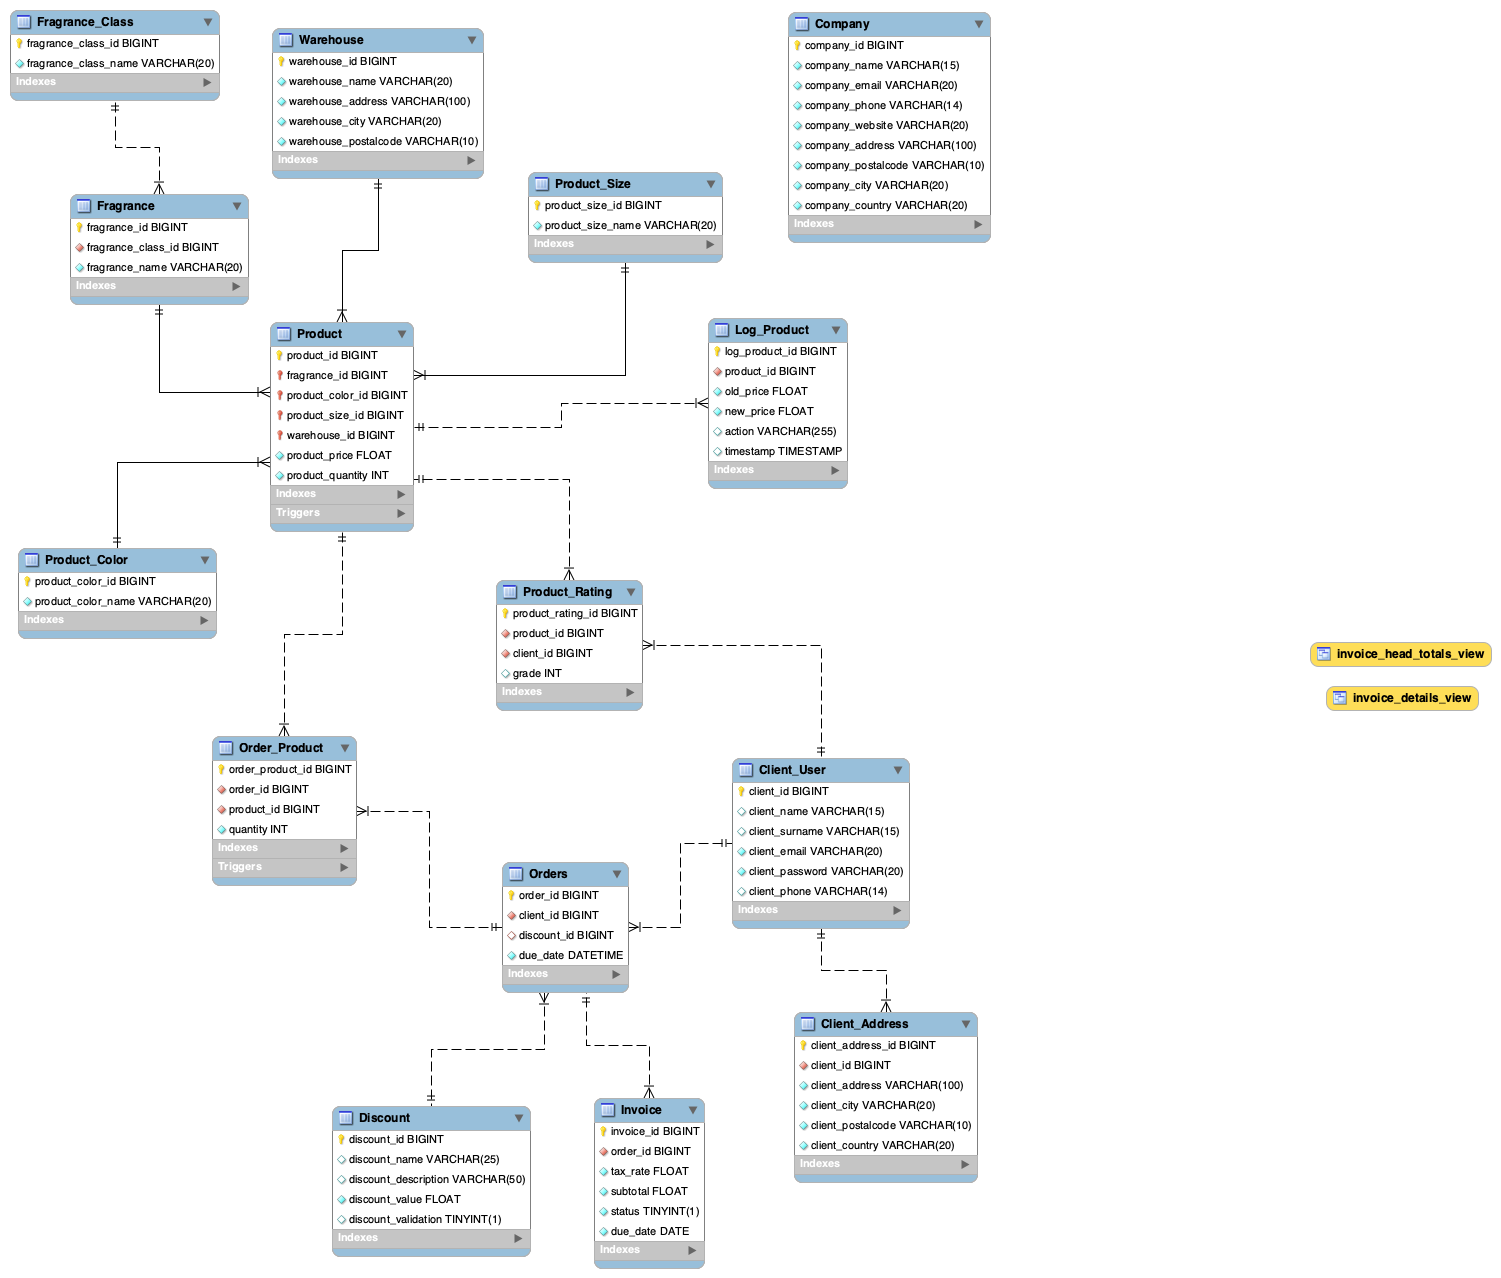 Fragrance_Class
fragrance_class_id BIGINT
fragrance_class_name VARCHAR(20)
Indexes
Warehouse
warehouse_id BIGINT
warehouse_name VARCHAR(20)
warehouse_address VARCHAR(100)
warehouse_city VARCHAR(20)
warehouse_postalcode VARCHAR(10)
Indexes
Company
company_id BIGINT
company_name VARCHAR(15)
company_email VARCHAR(20)
company_phone VARCHAR(14)
company_website VARCHAR(20)
company_address VARCHAR(100)
company_postalcode VARCHAR(10)
company_city VARCHAR(20)
company_country VARCHAR(20)
Indexes
Product_Size
product_size_id BIGINT
product_size_name VARCHAR(20)
Indexes
Fragrance
fragrance_id BIGINT
fragrance_class_id BIGINT
fragrance_name VARCHAR(20)
Indexes
Product
product_id BIGINT
fragrance_id BIGINT
product_color_id BIGINT
product_size_id BIGINT
warehouse_id BIGINT
product_price FLOAT
product_quantity INT
Indexes
Triggers
Log_Product
log_product_id BIGINT
product_id BIGINT
old_price FLOAT
new_price FLOAT
action VARCHAR(255)
timestamp TIMESTAMP
Indexes
Product_Color
product_color_id BIGINT
product_color_name VARCHAR(20)
Indexes
Product_Rating
product_rating_id BIGINT
product_id BIGINT
client_id BIGINT
grade INT
Indexes
invoice_head_totals_view
invoice_details_view
Order_Product
order_product_id BIGINT
order_id BIGINT
product_id BIGINT
quantity INT
Indexes
Triggers
Client_User
client_id BIGINT
client_name VARCHAR(15)
client_surname VARCHAR(15)
client_email VARCHAR(20)
client_password VARCHAR(20)
client_phone VARCHAR(14)
Indexes
Orders
order_id BIGINT
client_id BIGINT
discount_id BIGINT
due_date DATETIME
Indexes
Client_Address
client_address_id BIGINT
client_id BIGINT
client_address VARCHAR(100)
client_city VARCHAR(20)
client_postalcode VARCHAR(10)
client_country VARCHAR(20)
Indexes
Discount
discount_id BIGINT
discount_name VARCHAR(25)
discount_description VARCHAR(50)
discount_value FLOAT
discount_validation TINYINT(1)
Indexes
Invoice
invoice_id BIGINT
order_id BIGINT
tax_rate FLOAT
subtotal FLOAT
status TINYINT(1)
due_date DATE
Indexes